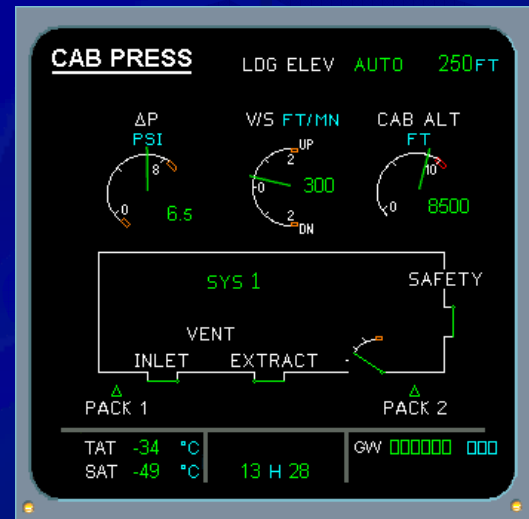 CAB PRESS LDG ELEV AUTO 250FT
ΔP V/S FT/MN CAB ALT
PSI UP FT
8 2 10
0 0 300
0 6.5 2 DN 0 8500
SYS 1 SAFETY
VENT
INLET EXTRACT
PACK 1 PACK 2
TAT -34 °C GW
SAT -49 °C 13 H 28